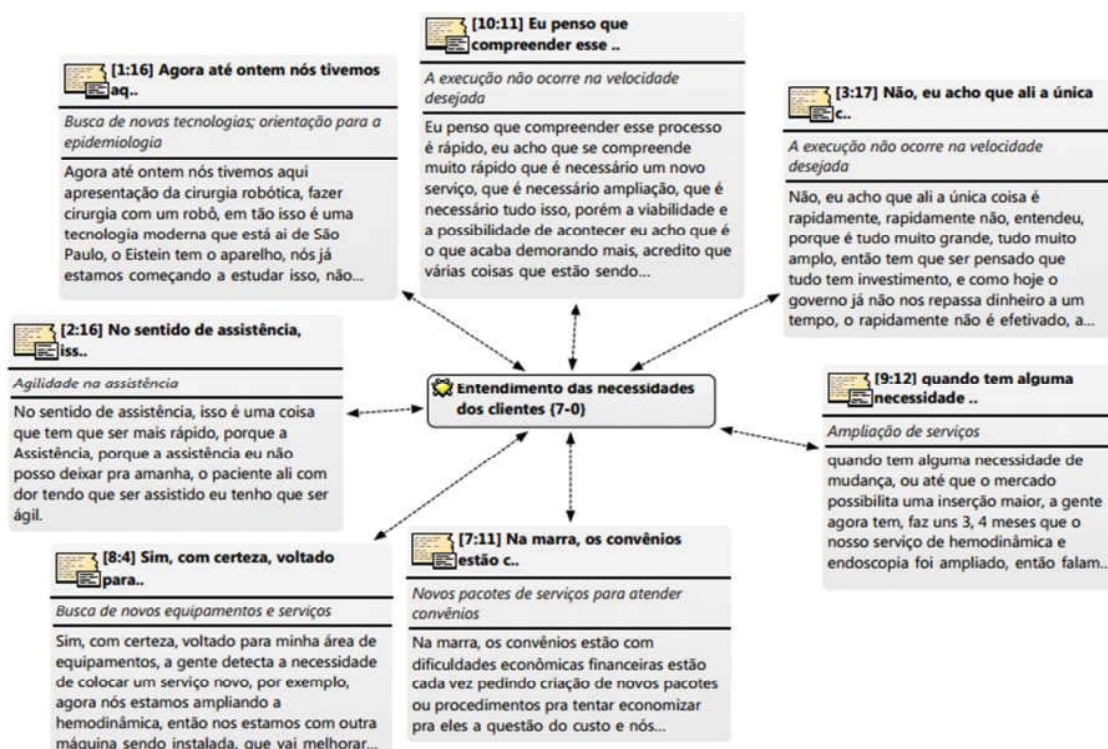 [1:16] Agora até ontem nós tivemos
aq..
Busca de novas tecnologias; orientação para a
epidemiologia
Agora até ontem nós tivemos aqui
apresentação da cirurgia robótica, fazer
cirurgia com um robô, em tão isso é uma
tecnologia moderna que está ai de São
Paulo, o Eistein tem o aparelho, nós já
estamos começando a estudar isso, não...
[10:11] Eu penso que
compreender esse ..
A execução não ocorre na velocidade
desejada
Eu penso que compreender esse processo
é rápido, eu acho que se compreende
muito rápido que é necessário um novo
serviço, que é necessário ampliação, que é
necessário tudo isso, porém a viabilidade e
a possibilidade de acontecer eu acho que é
o que acaba demorando mais, acredito que
várias coisas que estão sendo...
[3:17] Não, eu acho que ali a única
c..
A execução não ocorre na velocidade
desejada
Não, eu acho que ali a única coisa é
rapidamente, rapidamente não, entendeu,
porque é tudo muito grande, tudo muito
amplo, então tem que ser pensado que
tudo tem investimento, e como hoje o
governo já não nos repassa dinheiro a um
tempo, o rapidamente não é efetivado, a...
[2:16] No sentido de assistência,
iss..
Agilidade na assistência
No sentido de assistência, isso é uma coisa
que tem que ser mais rápido, porque a
Assistência, porque a assistência eu não
posso deixar pra amanha, o paciente ali com
dor tendo que ser assistido eu tenho que ser
ágil.
Entendimento das necessidades
dos clientes {7-0}
[9:12] quando tem alguma
necessidade ..
Ampliação de serviços
quando tem alguma necessidade de
mudança, ou até que o mercado
possibilita uma inserção maior, a gente
agora tem, faz uns 3, 4 meses que o
nosso serviço de hemodinâmica e
endoscopia foi ampliado, então falam...
[8:4] Sim, com certeza, voltado
para..
Busca de novos equipamentos e serviços
Sim, com certeza, voltado para minha área de
equipamentos, a gente detecta a necessidade
de colocar um serviço novo, por exemplo,
agora nós estamos ampliando a
hemodinâmica, então nos estamos com outra
máquina sendo instalada, que vai melhorar...
[7:11] Na marra, os convênios
estão c..
Novos pacotes de serviços para atender
convênios
Na marra, os convênios estão com
dificuldades econômicas financeiras estão
cada vez pedindo criação de novos pacotes
ou procedimentos pra tentar economizar
pra eles a questão do custo e nós...